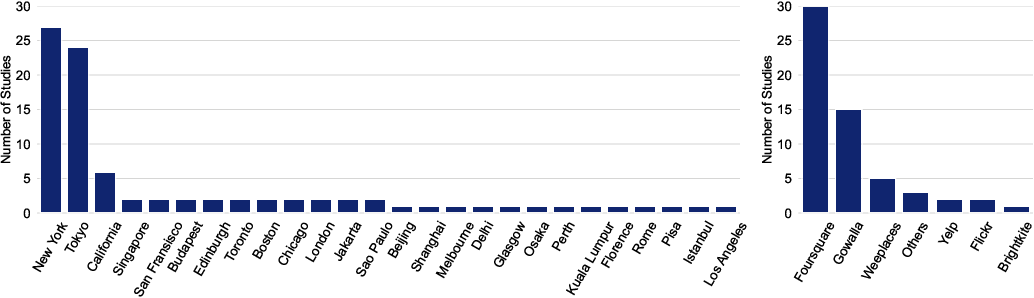 30
25
20
15
10
5
0
Number of Studies
New York
Tokyo
California
Singapore
San Fransisco
Budapest
Edinburgh
Toronto
Boston
Chicago
London
Jakarta
Sao Paulo
Beijing
Shanghai
Melbourne
Delhi
Glasgow
Osaka
Perth
Kuala Lumpur
Florence
Rome
Pisa
Istanbul
Los Angeles
30
25
20
15
10
5
0
Number of Studies
Foursquare
Gowalla
Weeplaces
Others
Yelp
Flickr
Brightkite